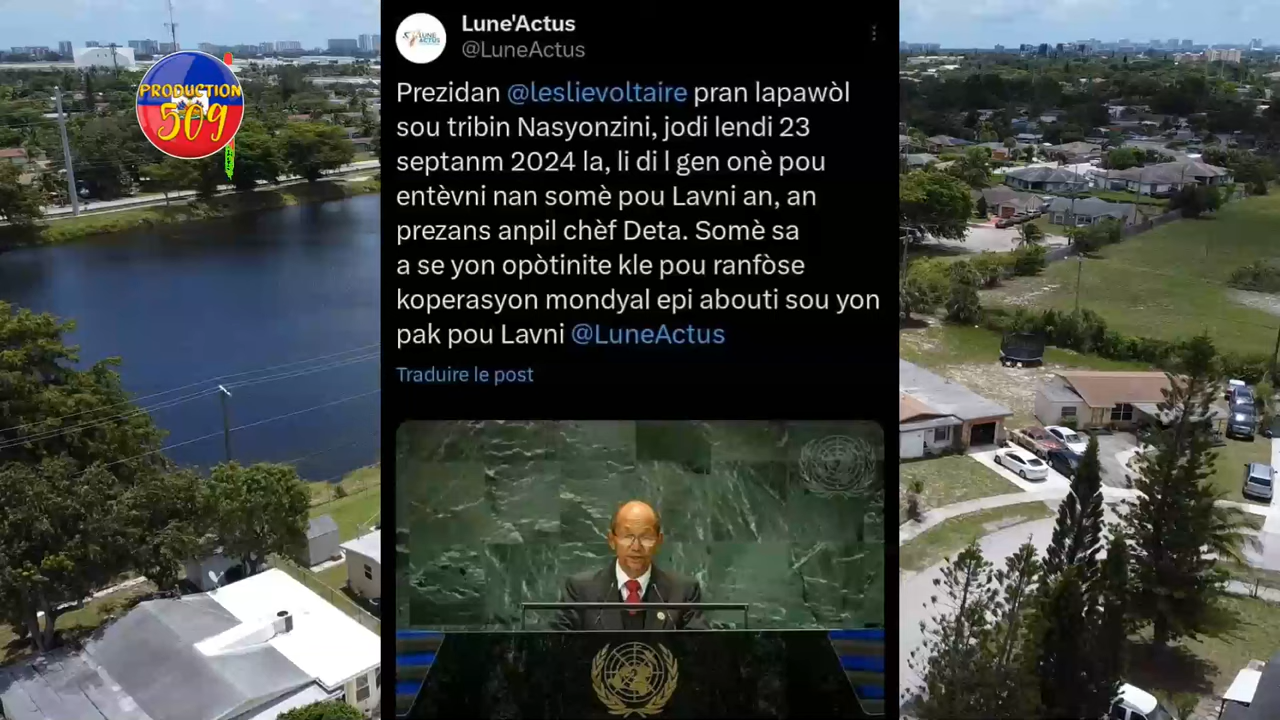 PRODUCTION
509
Lune'Actus
@LuneActus
Prezidan @leslievoltaire pran lapawòl
sou tribin Nasyonzini, jodi lendi 23
septanm 2024 la, li di l gen onè pou
entèvni nan somè pou Lavni an, an
prezans anpil chèf Deta. Somè sa
a se yon opòtinite kle pou ranfòse
koperasyon mondyal epi abouti sou yon
pak pou Lavni @LuneActus
Traduire le post
LUNE
ACTUS